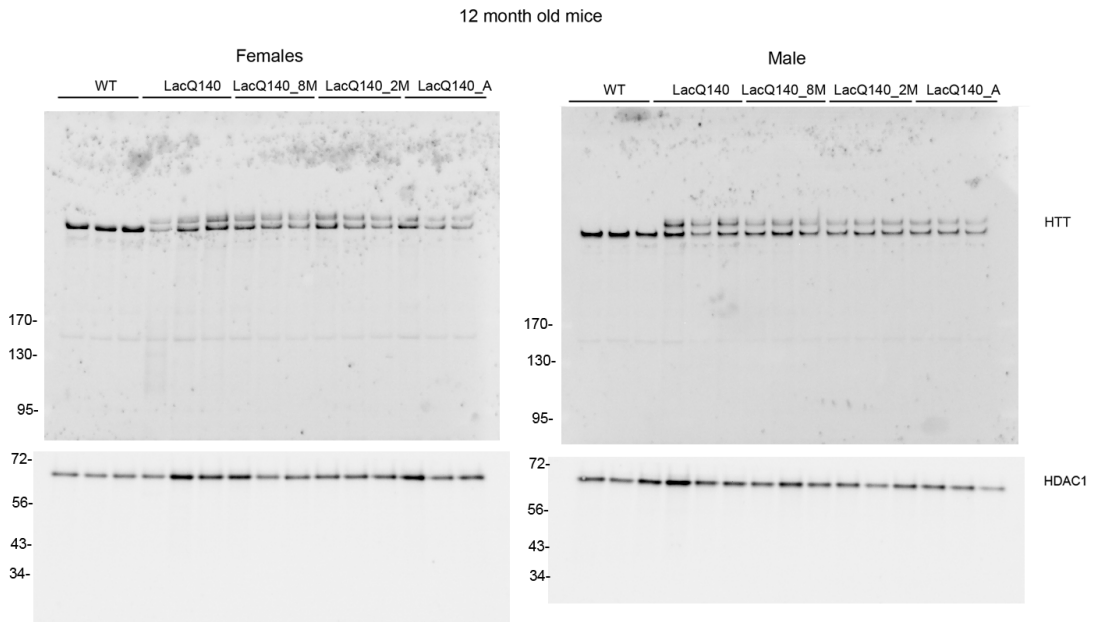 12 month old mice
Females
Male
WT LacQ140 LacQ140_8M LacQ140_2M LacQ140_A
WT LacQ140 LacQ140_8M LacQ140_2M LacQ140_A
HTT
170-
130-
95-
170-
130-
95-
72-
56-
43-
34-
72-
56-
43-
34-
HDAC1